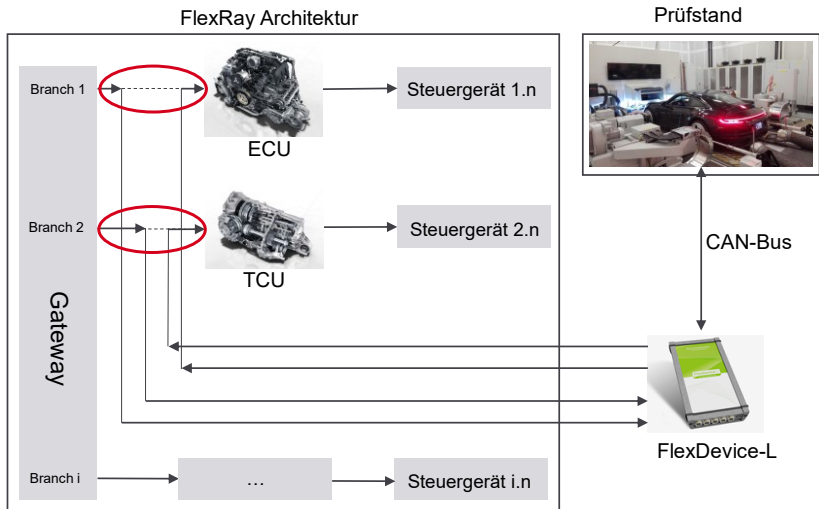 FlexRay Architektur
Prüfstand
Branch 1
Steuergerät 1.n
ECU
Branch 2
Steuergerät 2.n
TCU
CAN-Bus
Gateway
FlexDevice-L
Branch i
...
Steuergerät i.n